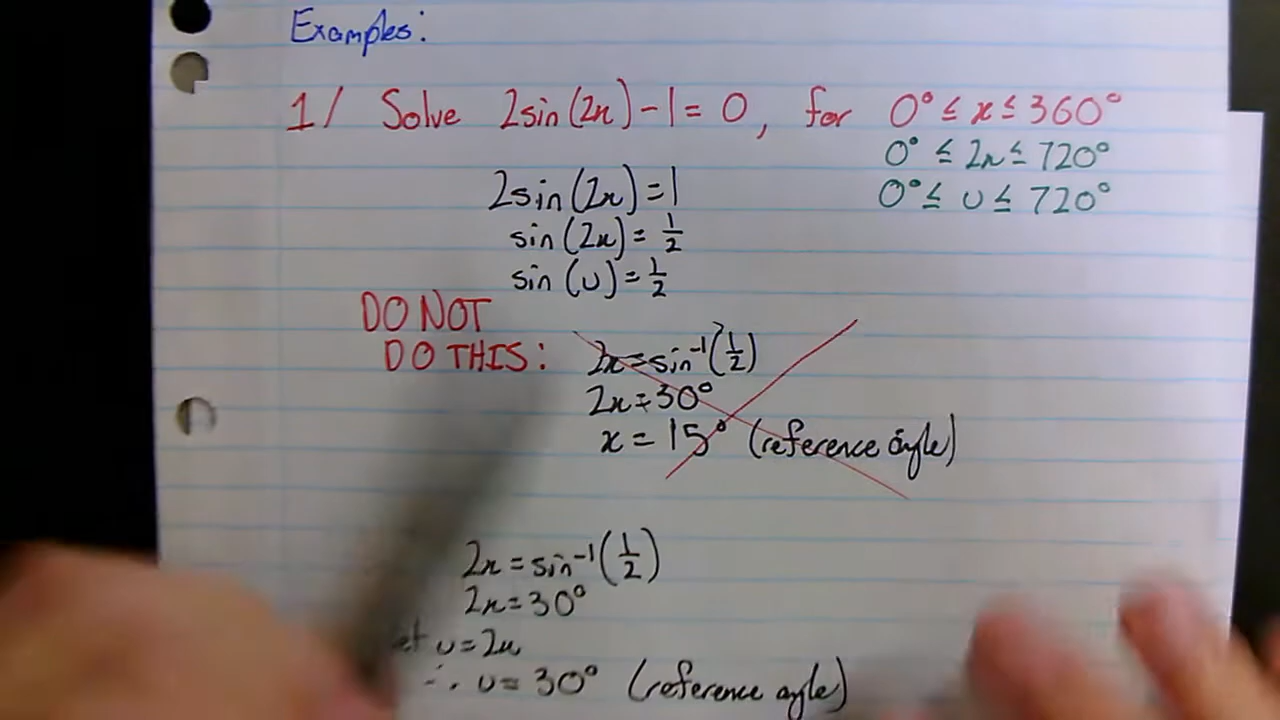 Examples:
1/ Solve 2sin(2x)-1=0, for 0°≤x≤360°
0°≤2x≤720°
0°≤u≤720°
2sin(2x)=1
sin(2x)=1/2
sin(u)=1/2
DO NOT
DO THIS:
2x=sin⁻¹(1/2)
2x=30°
x=15° (reference angle)
2x=sin⁻¹(1/2)
2x=30°
u=2x
∴ u=30° (reference angle)